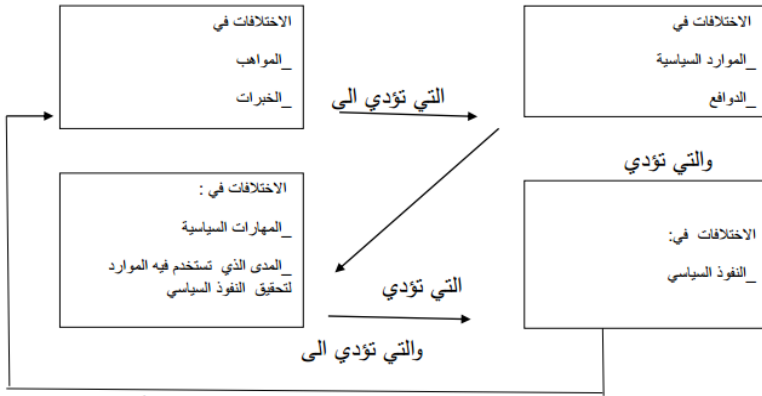 الاختلافات في
_المواهب
_الخبرات
التي تؤدي الى
الاختلافات في
_الموارد السياسية
_الدوافع
والتي تؤدي
الاختلافات في :
_المهارات السياسية
_المدى الذي تستخدم فيه الموارد
لتحقيق النفوذ السياسي
التي تؤدي
والتي تؤدي الى
الاختلافات في:
_النفوذ السياسي